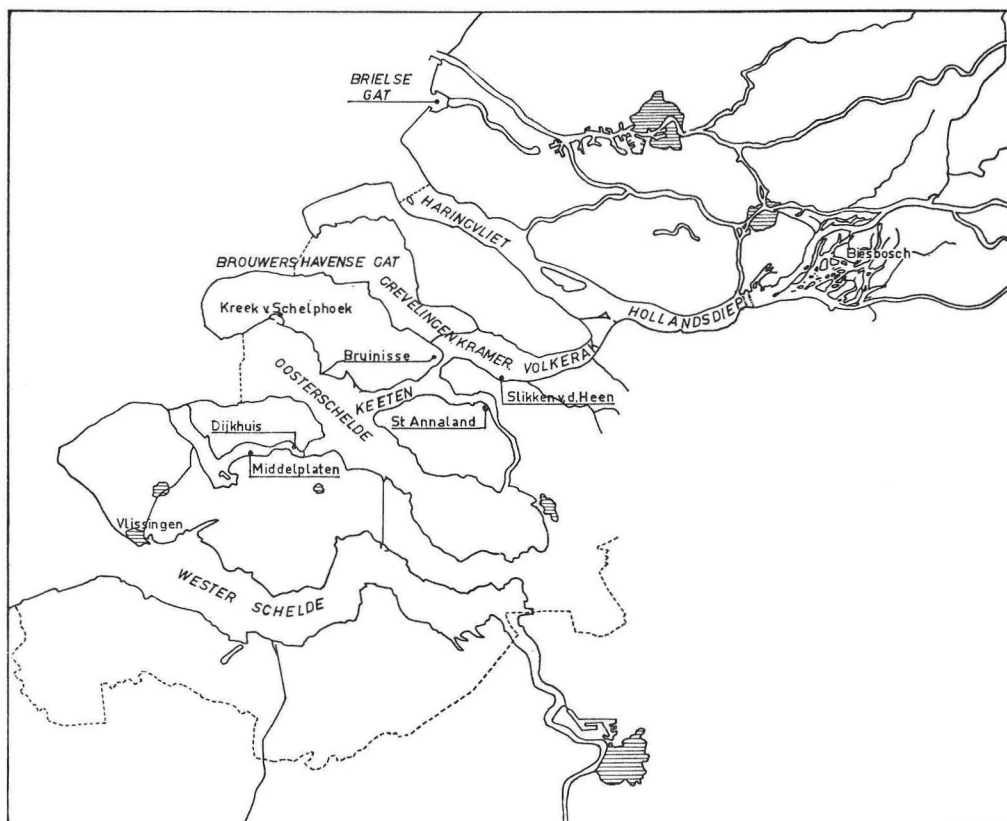 BRIELSE
GAT
HARINGVLIET
Biesbosch
BROUWERSHAVENSE GAT
HOLLANDSDIEP
GREVELINGEN
KRAMER
VOLKERAK
Kreek v. Schelphoek
Bruinisse
Slikken v. d. Heen
OOSTERSCHELDE
KEETEN
St Annaland
Dijkhuis
Middelplaten
Vlissingen
WESTER SCHELDE